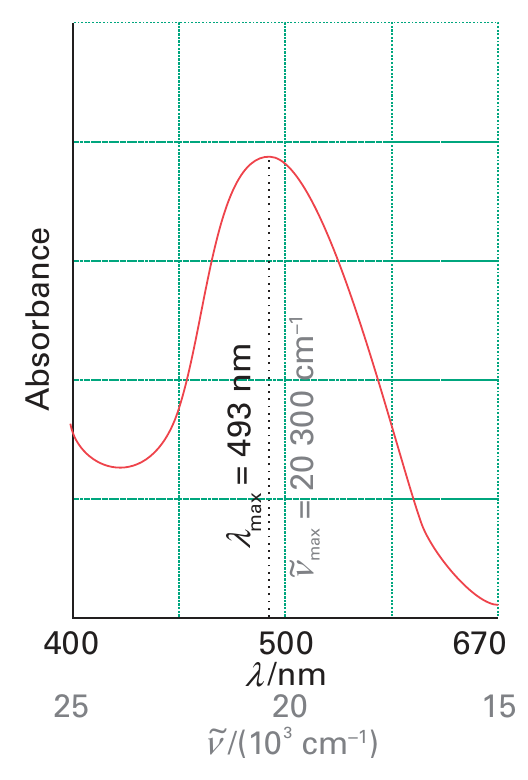 Absorbance
λmax = 493 nm
ṽmax = 20 300 cm⁻¹
400 500 670
λ/nm
25 20 15
ṽ/(10³ cm⁻¹)